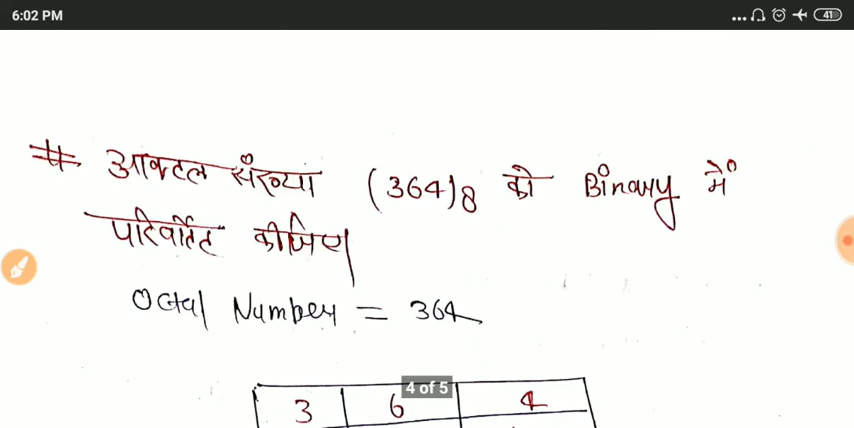 6:02 PM
41
# आक्टल संख्या (364)8 को Binary में
परिवर्तित कीजिए
Octal Number = 364
4 of 5
3 6 4